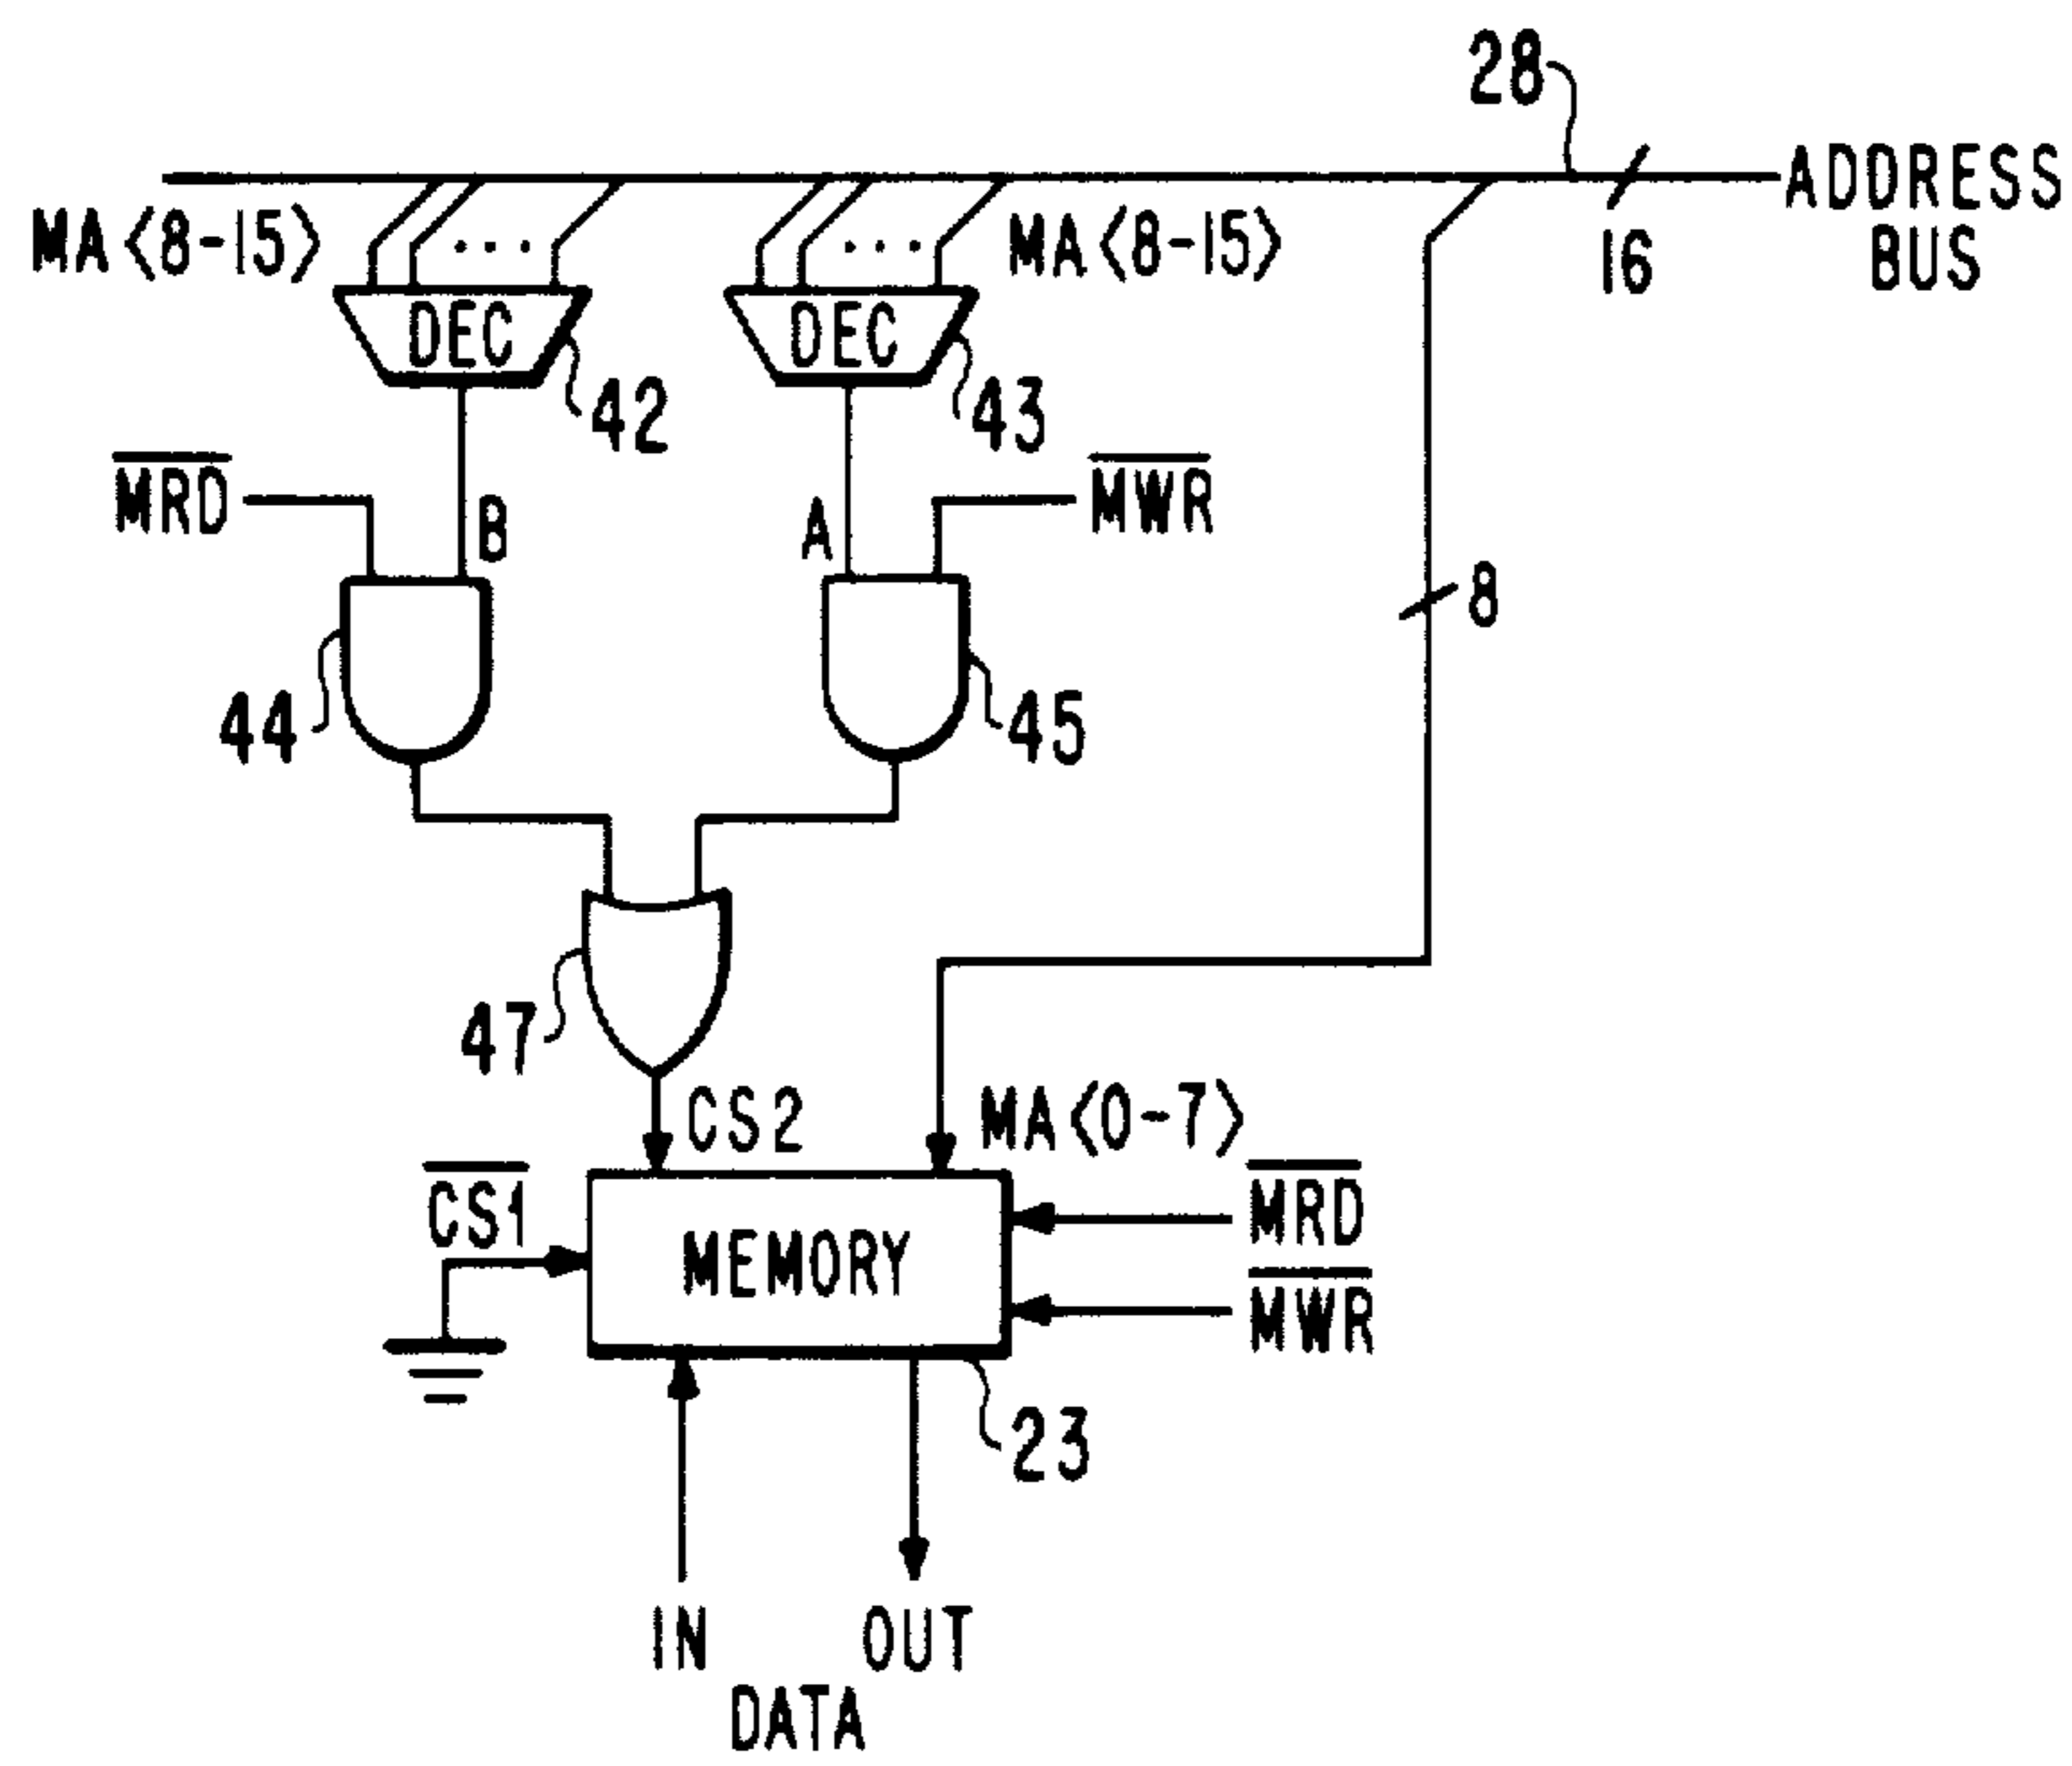 28
ADDRESS
BUS
16
MA<8-15>
MA<8-15>
DEC
DEC
42
43
MRD
B
A
MWR
8
44
45
47
CS2
MA<0-7>
CS1
MRD
MEMORY
MWR
23
IN
OUT
DATA